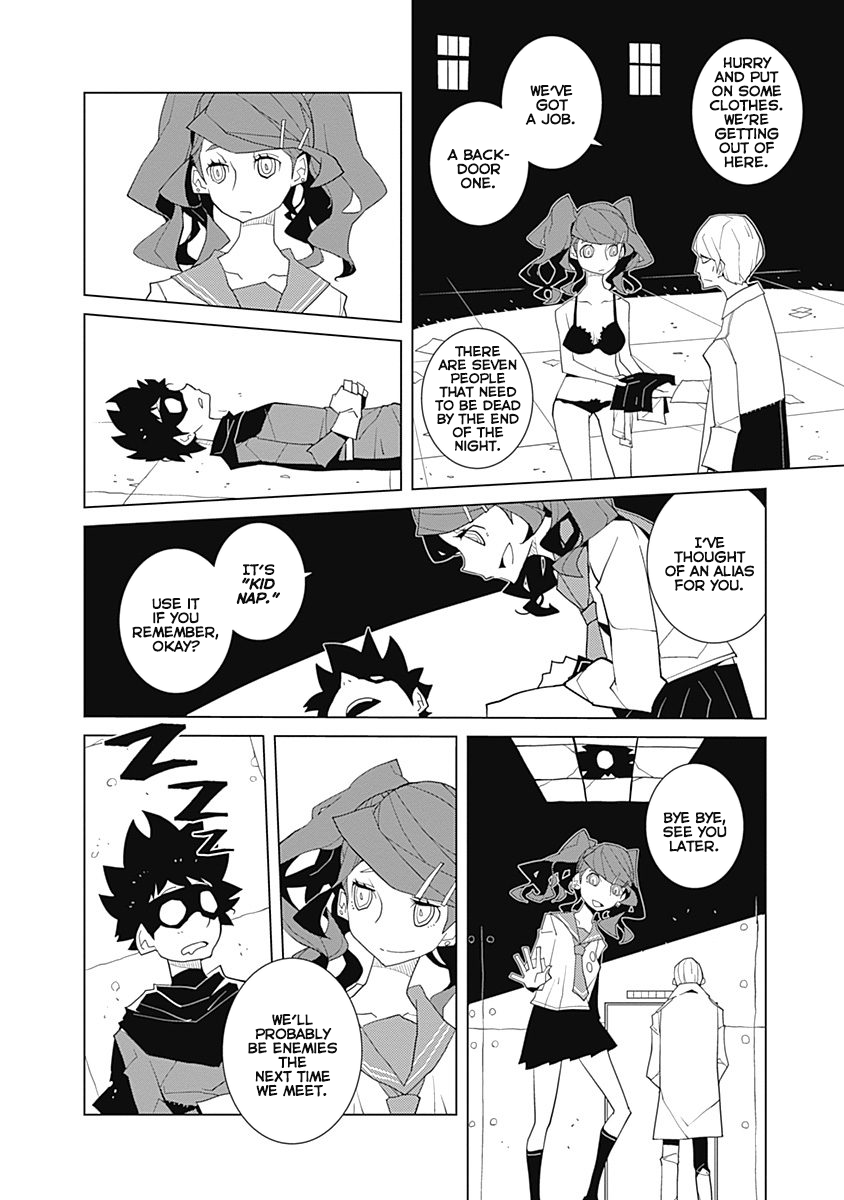 HURRY
AND PUT
ON SOME
CLOTHES.
WE'RE
GETTING
OUT OF
HERE.
WE'VE
GOT
A JOB.
A BACK-
DOOR
ONE.
THERE
ARE SEVEN
PEOPLE
THAT NEED
TO BE DEAD
BY THE END
OF THE
NIGHT.
I'VE
THOUGHT
OF AN ALIAS
FOR YOU.
IT'S
"KID
NAP."
USE IT
IF YOU
REMEMBER,
OKAY?
BYE BYE,
SEE YOU
LATER.
WE'LL
PROBABLY
BE ENEMIES
THE
NEXT TIME
WE MEET.
ZZZZ